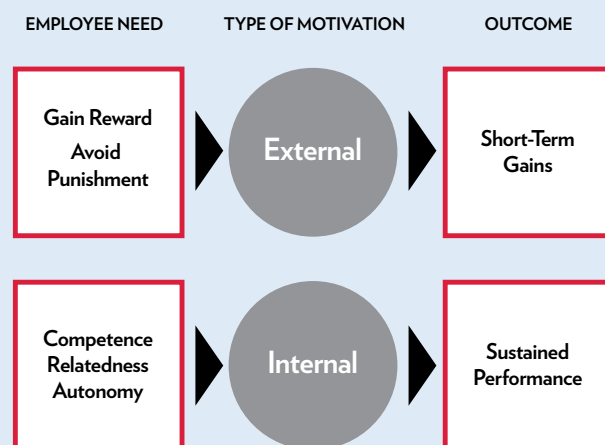 EMPLOYEE NEED
TYPE OF MOTIVATION
OUTCOME
Gain Reward
Avoid
Punishment
External
Short-Term
Gains
Competence
Relatedness
Autonomy
Internal
Sustained
Performance